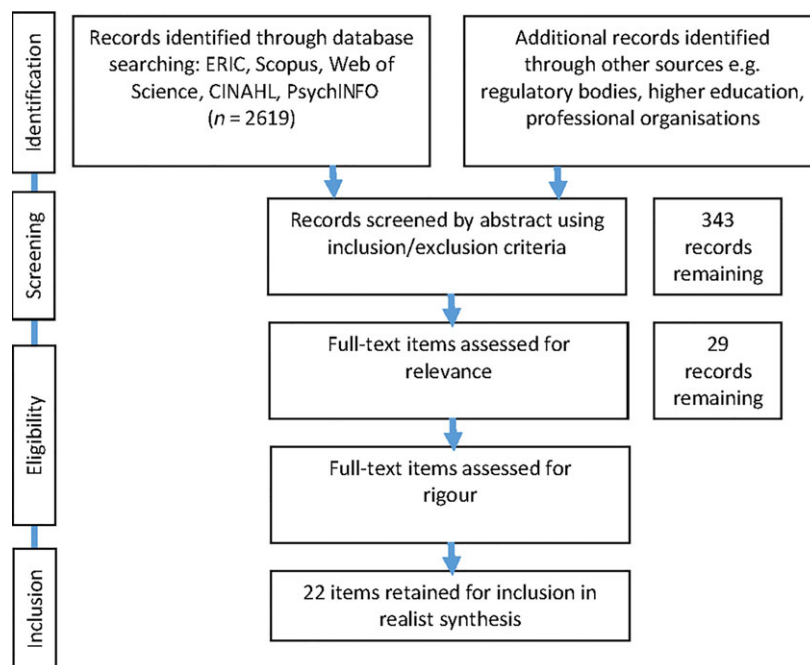 Identification
Records identified through database
searching: ERIC, Scopus, Web of
Science, CINAHL, PsychINFO
(n = 2619)
Additional records identified
through other sources e.g.
regulatory bodies, higher education,
professional organisations
Screening
Records screened by abstract using
inclusion/exclusion criteria
343
records
remaining
Eligibility
Full-text items assessed for
relevance
29
records
remaining
Full-text items assessed for
rigour
Inclusion
22 items retained for inclusion in
realist synthesis